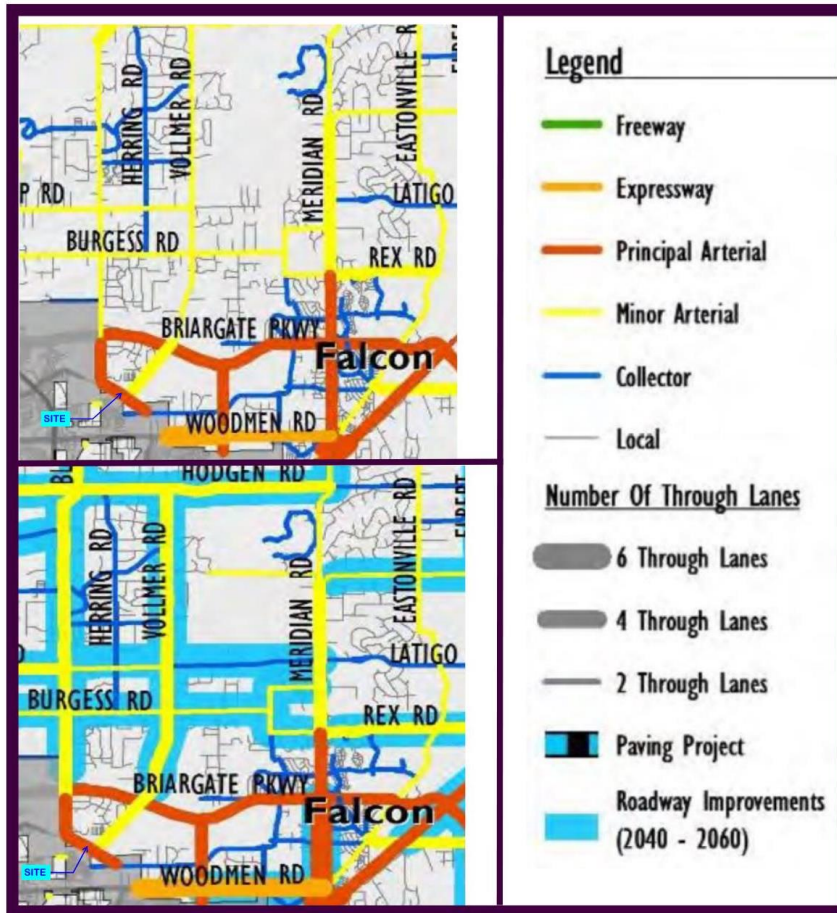 HERRING RD
VOLLMER RD
MERIDIAN RD
EASTONVILLE R
P RD
LATIGO
BURGESS RD
REX RD
BRIARGATE PKWY
Falcon
SITE
WOODMEN RD
HODGEN RD
HERRING RD
VOLLMER RD
MERIDIAN RD
EASTONVILLE RD
LATIGO
BURGESS RD
REX RD
BRIARGATE PKWY
Falcon
SITE
WOODMEN RD
Legend
Freeway
Expressway
Principal Arterial
Minor Arterial
Collector
Local
Number Of Through Lanes
6 Through Lanes
4 Through Lanes
2 Through Lanes
Paving Project
Roadway Improvements
(2040 - 2060)